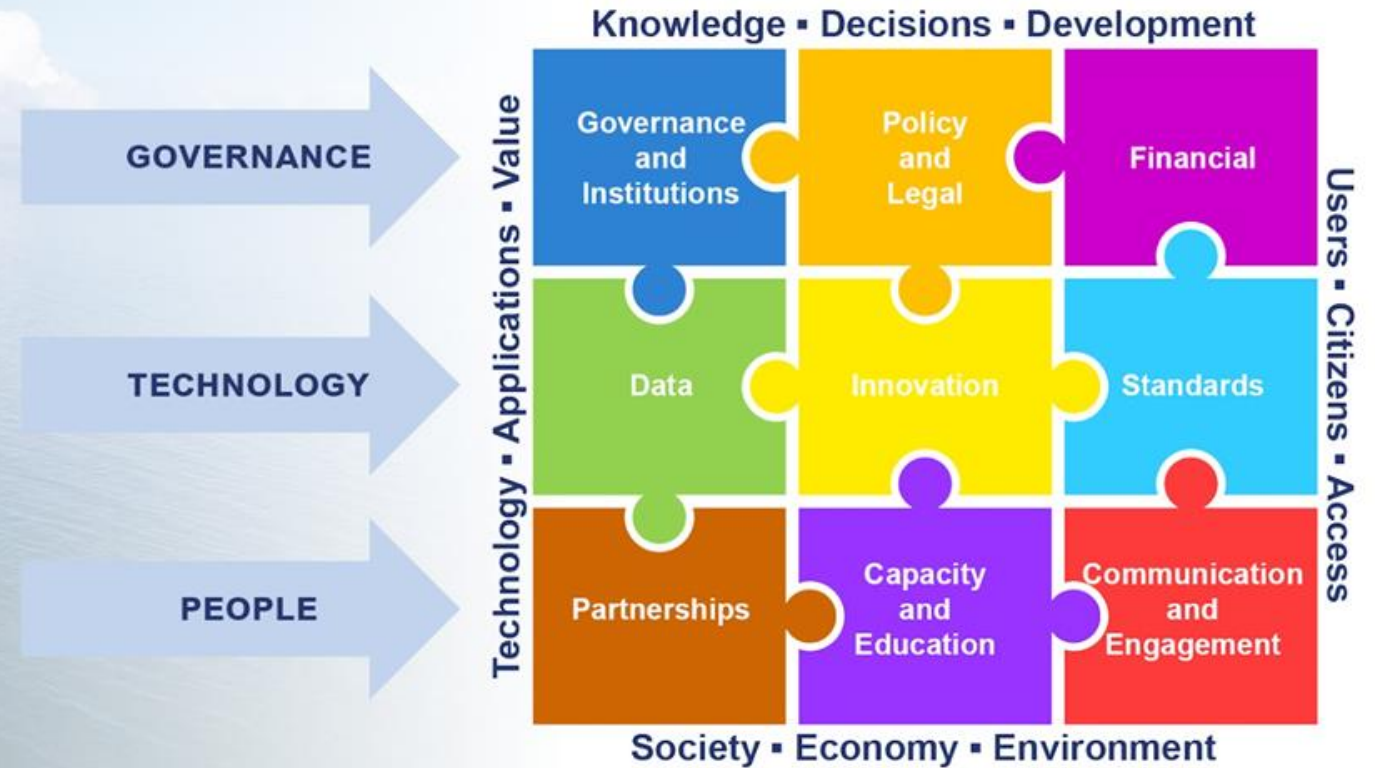 Knowledge ▪ Decisions ▪ Development
GOVERNANCE
Technology ▪ Applications ▪ Value
Governance
and
Institutions
Policy
and
Legal
Financial
Users ▪ Citizens ▪ Access
TECHNOLOGY
Data
Innovation
Standards
PEOPLE
Partnerships
Capacity
and
Education
Communication
and
Engagement
Society ▪ Economy ▪ Environment